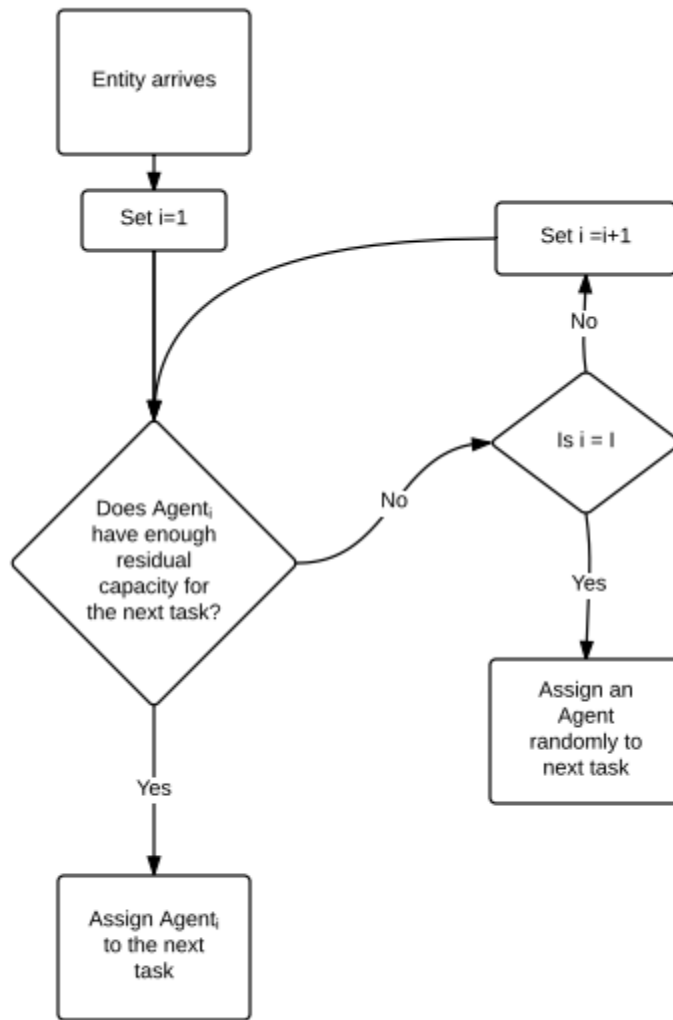 Entity arrives
Set i=1
Set i =i+1
No
Is i = I
Does Agentᵢ
have enough
residual
capacity for
the next task?
No
Yes
Assign an
Agent
randomly to
next task
Yes
Assign Agentᵢ
to the next
task